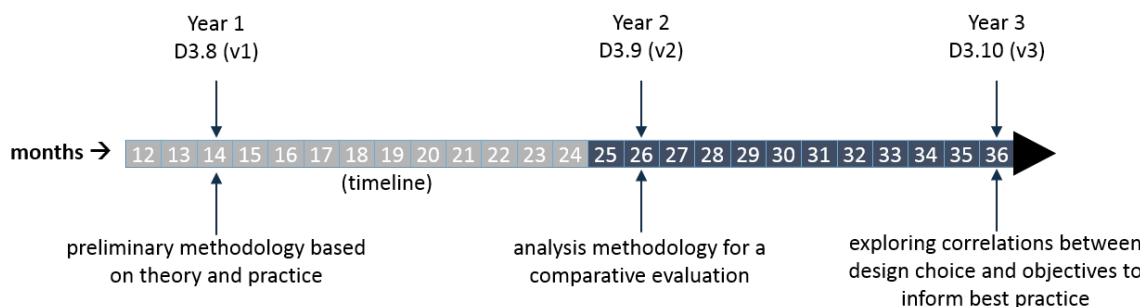 Year 1
D3.8 (v1)
Year 2
D3.9 (v2)
Year 3
D3.10 (v3)
months → 12 13 14 15 16 17 18 19 20 21 22 23 24 25 26 27 28 29 30 31 32 33 34 35 36
(timeline)
preliminary methodology based
on theory and practice
analysis methodology for a
comparative evaluation
exploring correlations between
design choice and objectives to
inform best practice